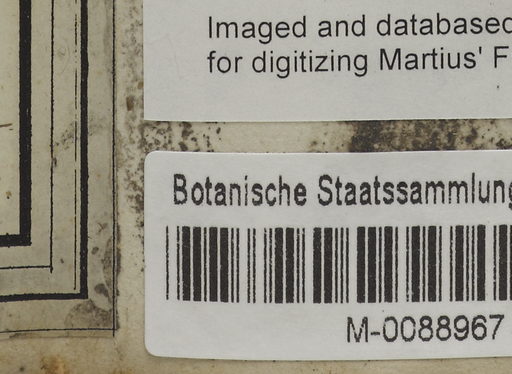 Imaged and databased
for digitizing Martius' F
Botanische Staatssammlung
M-0088967